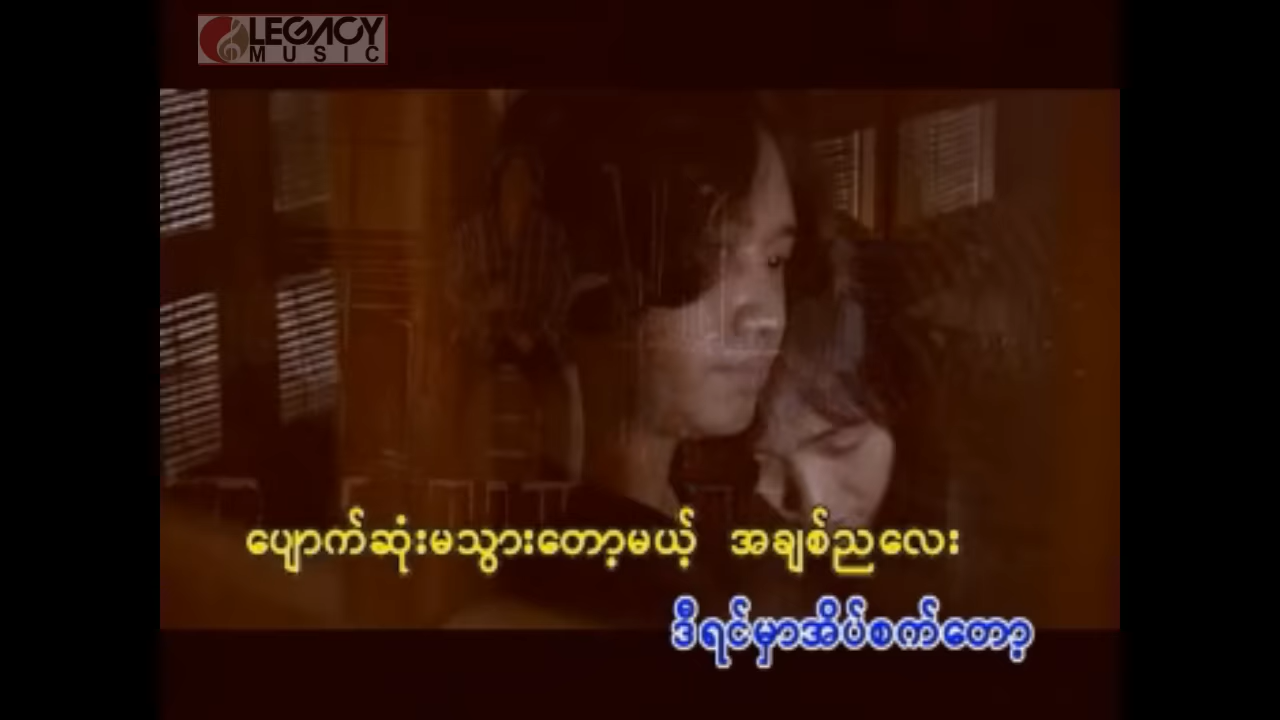 LEGACY
MUSIC
ပျောက်ဆုံးမသွားတော့မယ့် အချစ်ညလေး
ဒီရင်မှာအိပ်စက်တော့